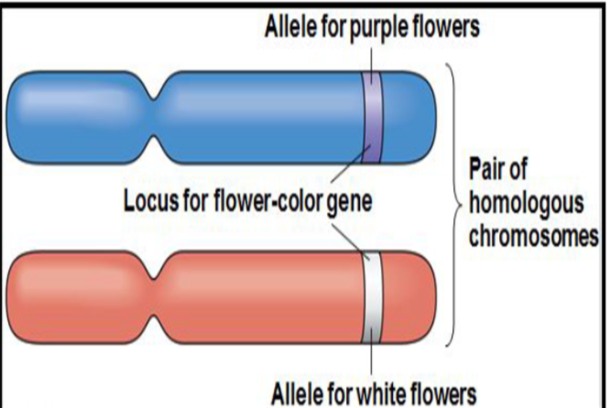 Allele for purple flowers
Locus for flower-color gene
Pair of
homologous
chromosomes
Allele for white flowers